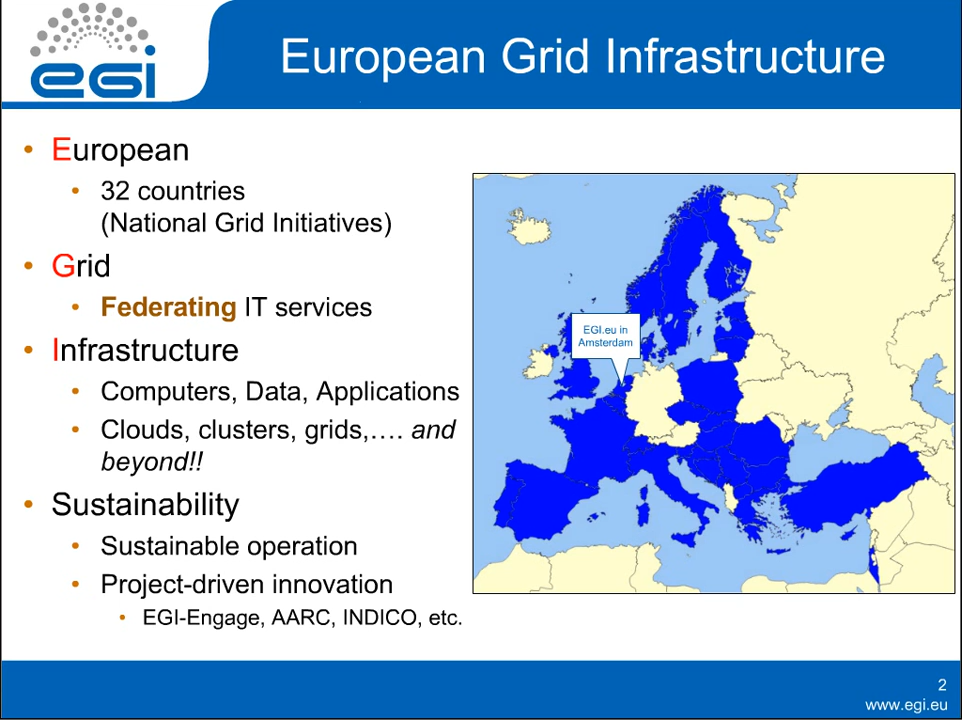 egi
European Grid Infrastructure
• European
• 32 countries
(National Grid Initiatives)
• Grid
• Federating IT services
• Infrastructure
• Computers, Data, Applications
• Clouds, clusters, grids,…. and
beyond!!
• Sustainability
• Sustainable operation
• Project-driven innovation
• EGI-Engage, AARC, INDICO, etc.
EGI.eu in
Amsterdam
2
www.egi.eu